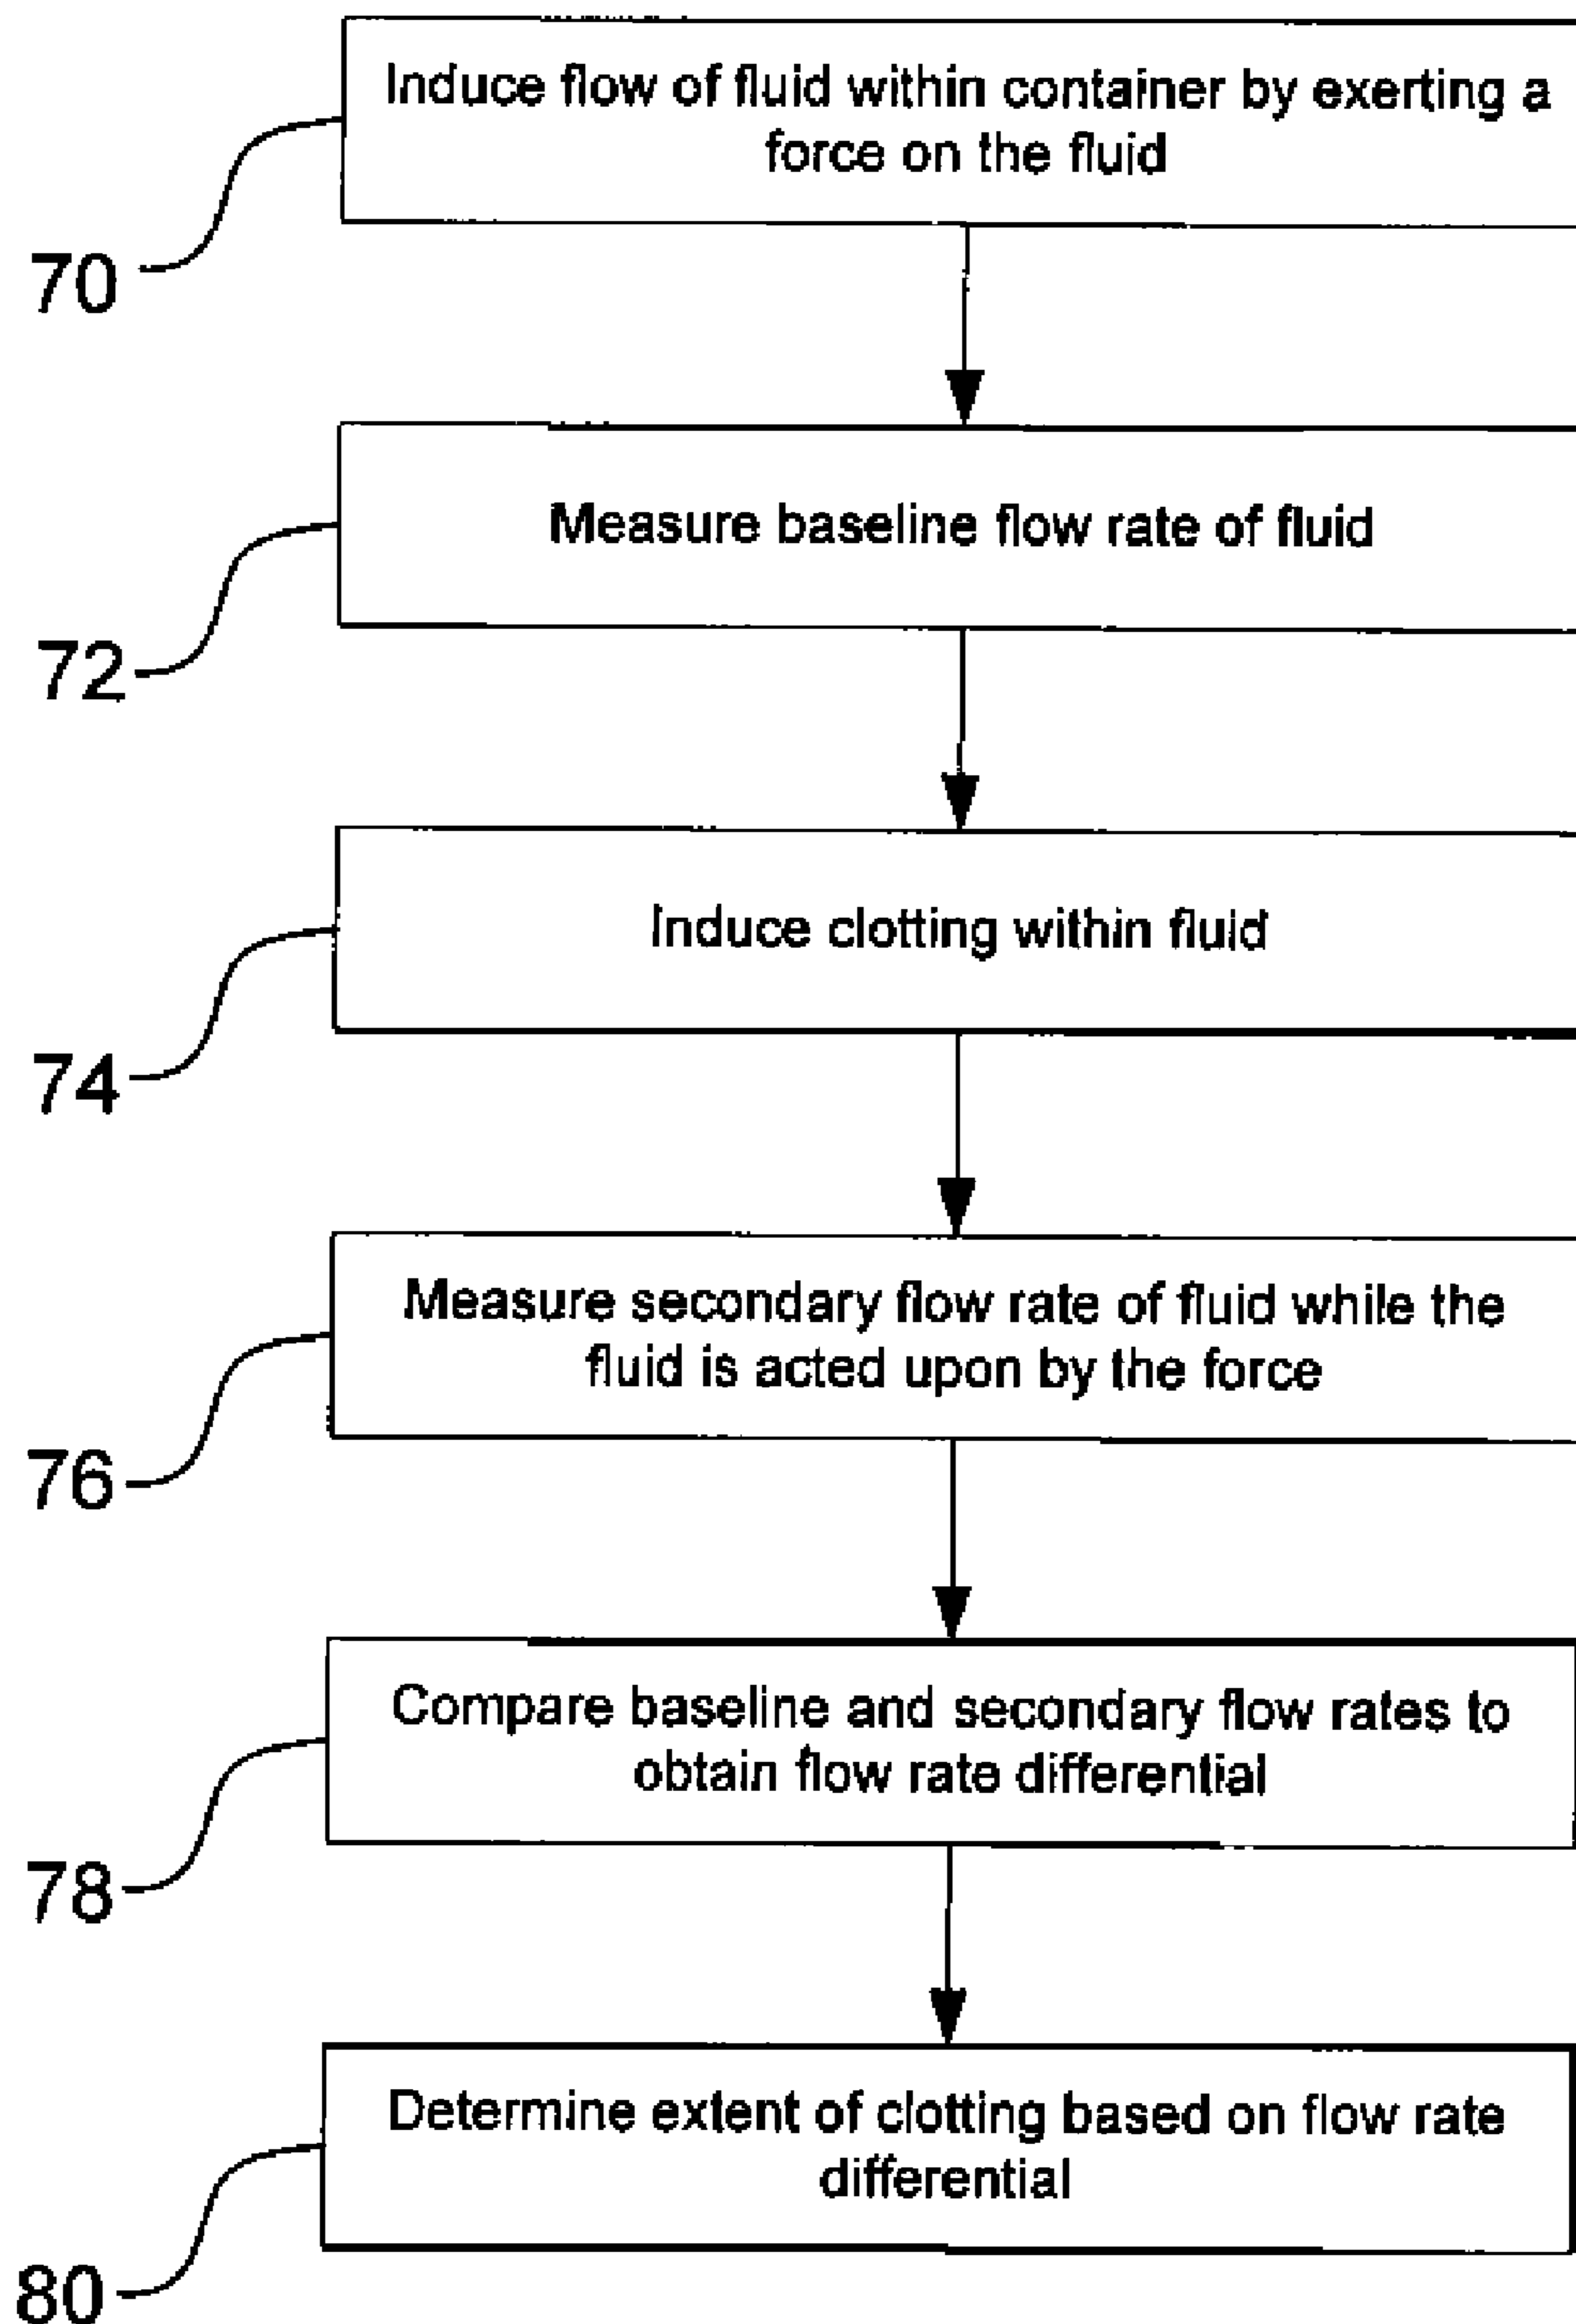 Induce flow of fluid within container by exerting a
force on the fluid
70
Measure baseline flow rate of fluid
72
Induce clotting within fluid
74
Measure secondary flow rate of fluid while the
fluid is acted upon by the force
76
Compare baseline and secondary flow rates to
obtain flow rate differential
78
Determine extent of clotting based on flow rate
differential
80